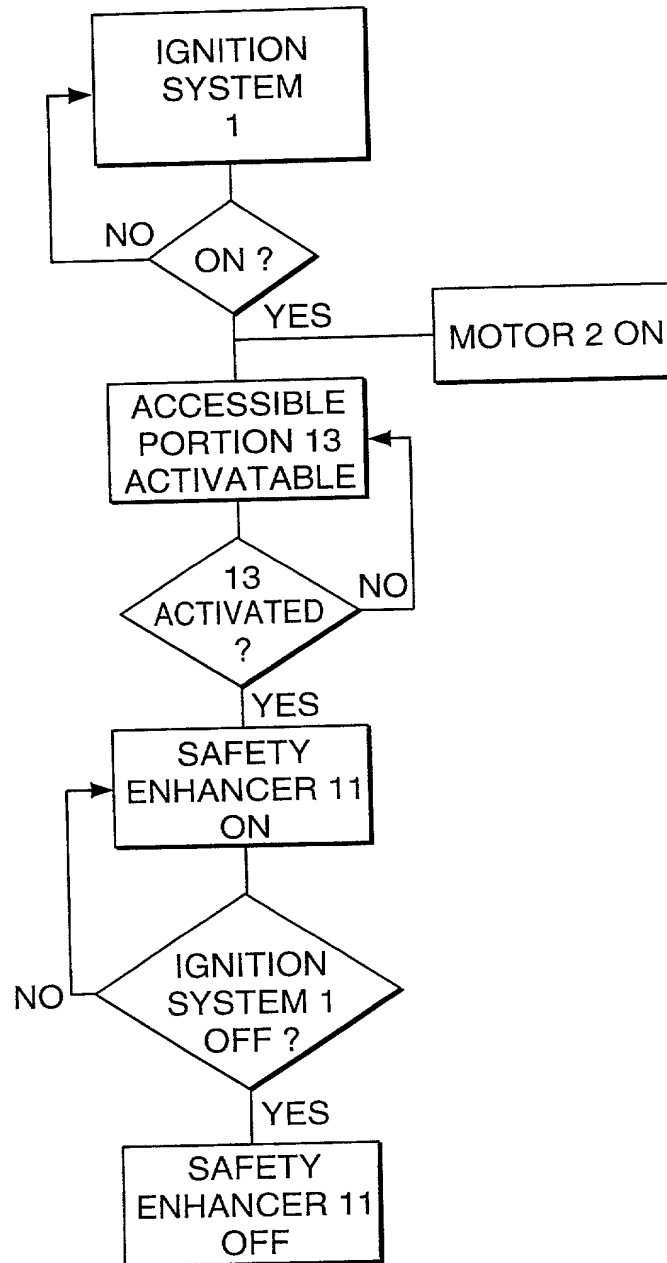 IGNITION
SYSTEM
1
NO
ON ?
YES
MOTOR 2 ON
ACCESSIBLE
PORTION 13
ACTIVATABLE
13
ACTIVATED
?
NO
YES
SAFETY
ENHANCER 11
ON
IGNITION
SYSTEM 1
OFF ?
NO
YES
SAFETY
ENHANCER 11
OFF